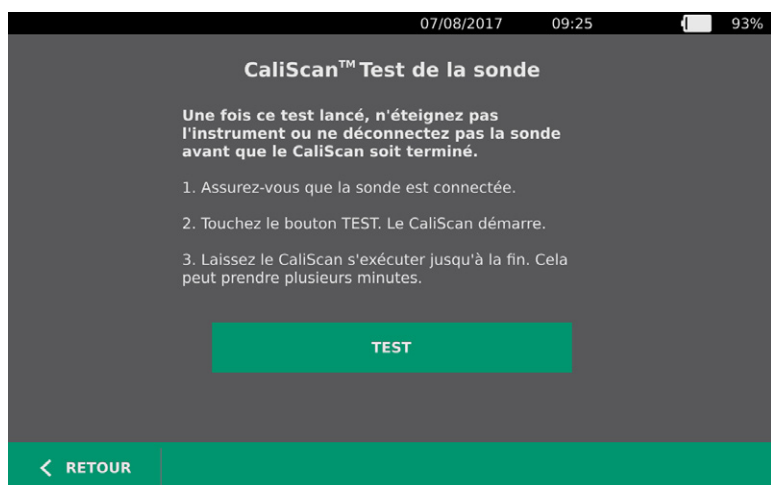 07/08/2017 09:25 93%
CaliScan™ Test de la sonde
Une fois ce test lancé, n'éteignez pas
l'instrument ou ne déconnectez pas la sonde
avant que le CaliScan soit terminé.
1. Assurez-vous que la sonde est connectée.
2. Touchez le bouton TEST. Le CaliScan démarre.
3. Laissez le CaliScan s'exécuter jusqu'à la fin. Cela
peut prendre plusieurs minutes.
TEST
RETOUR